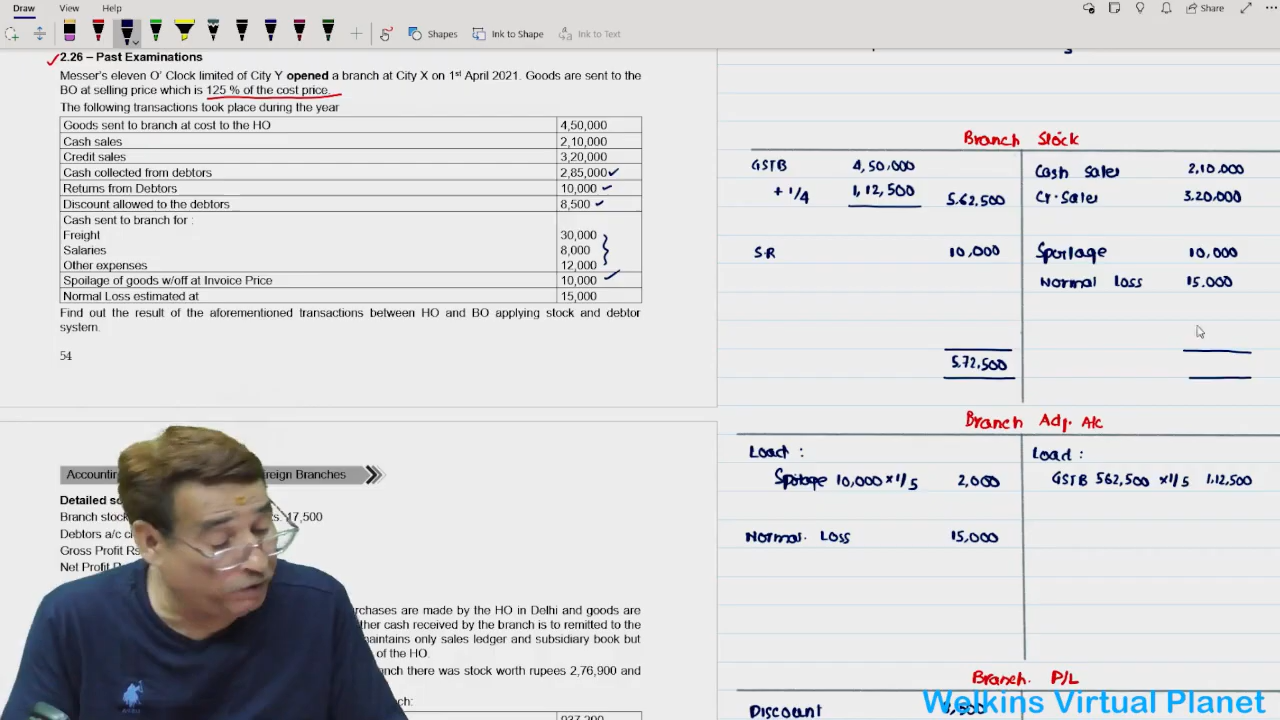 Draw View Help
Share
Shapes Ink to Shape Ink to Text
2.26 – Past Examinations
Messer's eleven O' Clock limited of City Y opened a branch at City X on 1st April 2021. Goods are sent to the
BO at selling price which is 125 % of the cost price.
The following transactions took place during the year
Goods sent to branch at cost to the HO 4,50,000
Cash sales 2,10,000
Credit sales 3,20,000
Cash collected from debtors 2,85,000
Returns from Debtors 10,000
Discount allowed to the debtors 8,500
Cash sent to branch for :
Freight 30,000
Salaries 8,000
Other expenses 12,000
Spoilage of goods w/off at Invoice Price 10,000
Normal Loss estimated at 15,000
Find out the result of the aforementioned transactions between HO and BO applying stock and debtor
system.
54
Accounting reign Branches
Detailed so
Branch stock s. 17,500
Debtors a/c cl
Gross Profit Rs
Net Profit R
rchases are made by the HO in Delhi and goods are
ther cash received by the branch is to remitted to the
aintains only sales ledger and subsidiary book but
of the HO.
nch there was stock worth rupees 2,76,900 and
ch:
937,200
Branch Stock
GSTB 4,50,000 Cash sales 2,10,000
+ 1/4 1,12,500 5,62,500 Cr. Sales 3,20,000
S.R 10,000 Spoilage 10,000
Normal Loss 15,000
5,72,500
Branch Adj. A/c
Load : Load :
Spoilage 10,000 x 1/5 2,000 GSTB 562,500 x 1/5 1,12,500
Normal. Loss 15,000
Branch. P/L
Discount
Welkins Virtual Planet